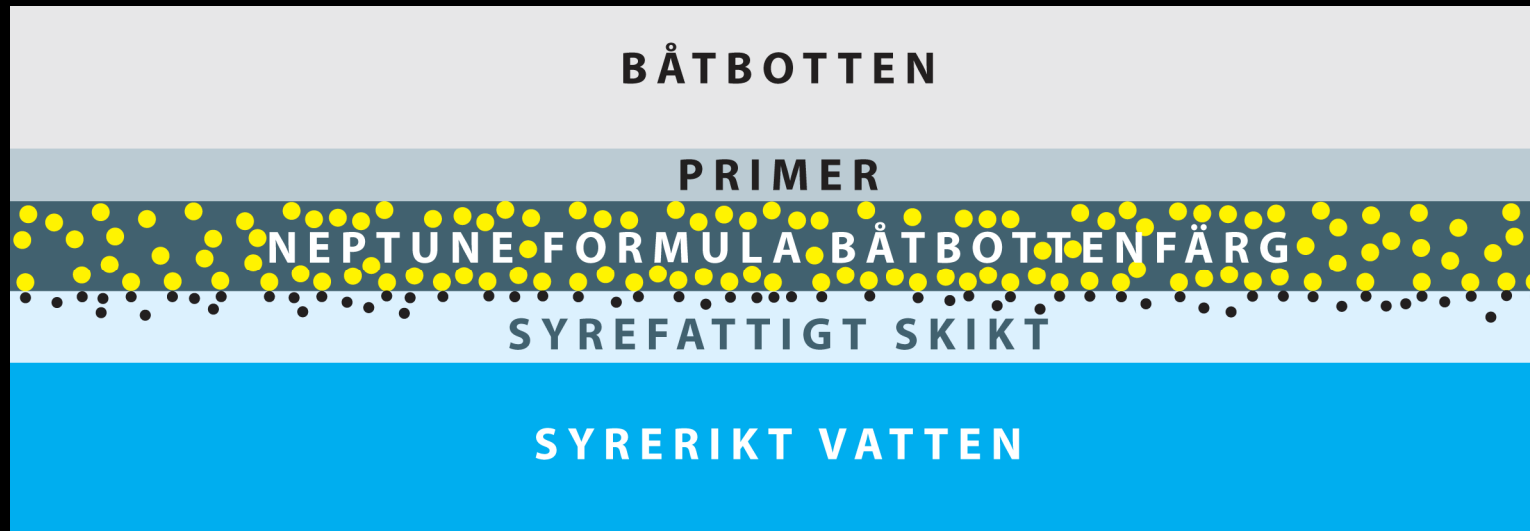 BÅTBOTTEN
PRIMER
NEPTUNE FORMULA BÅTBOTTENFÄRG
SYREFATTIGT SKIKT
SYRERIKT VATTEN